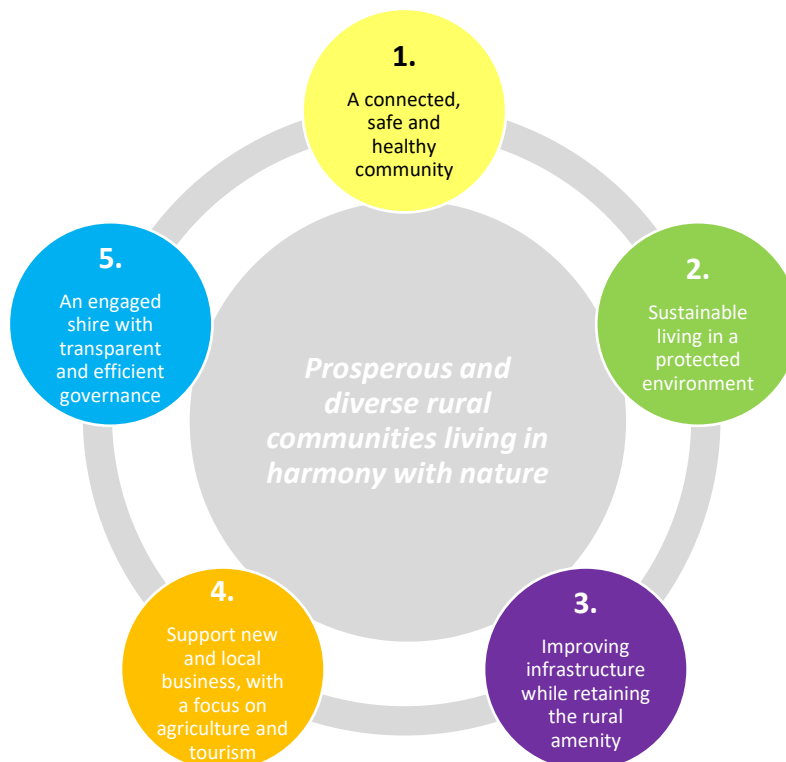 1.
A connected,
safe and
healthy
community
2.
Sustainable
living in a
protected
environment
3.
Improving
infrastructure
while retaining
the rural
amenity
4.
Support new
and local
business, with
a focus on
agriculture and
tourism
5.
An engaged
shire with
transparent
and efficient
governance
Prosperous and
diverse rural
communities living in
harmony with nature